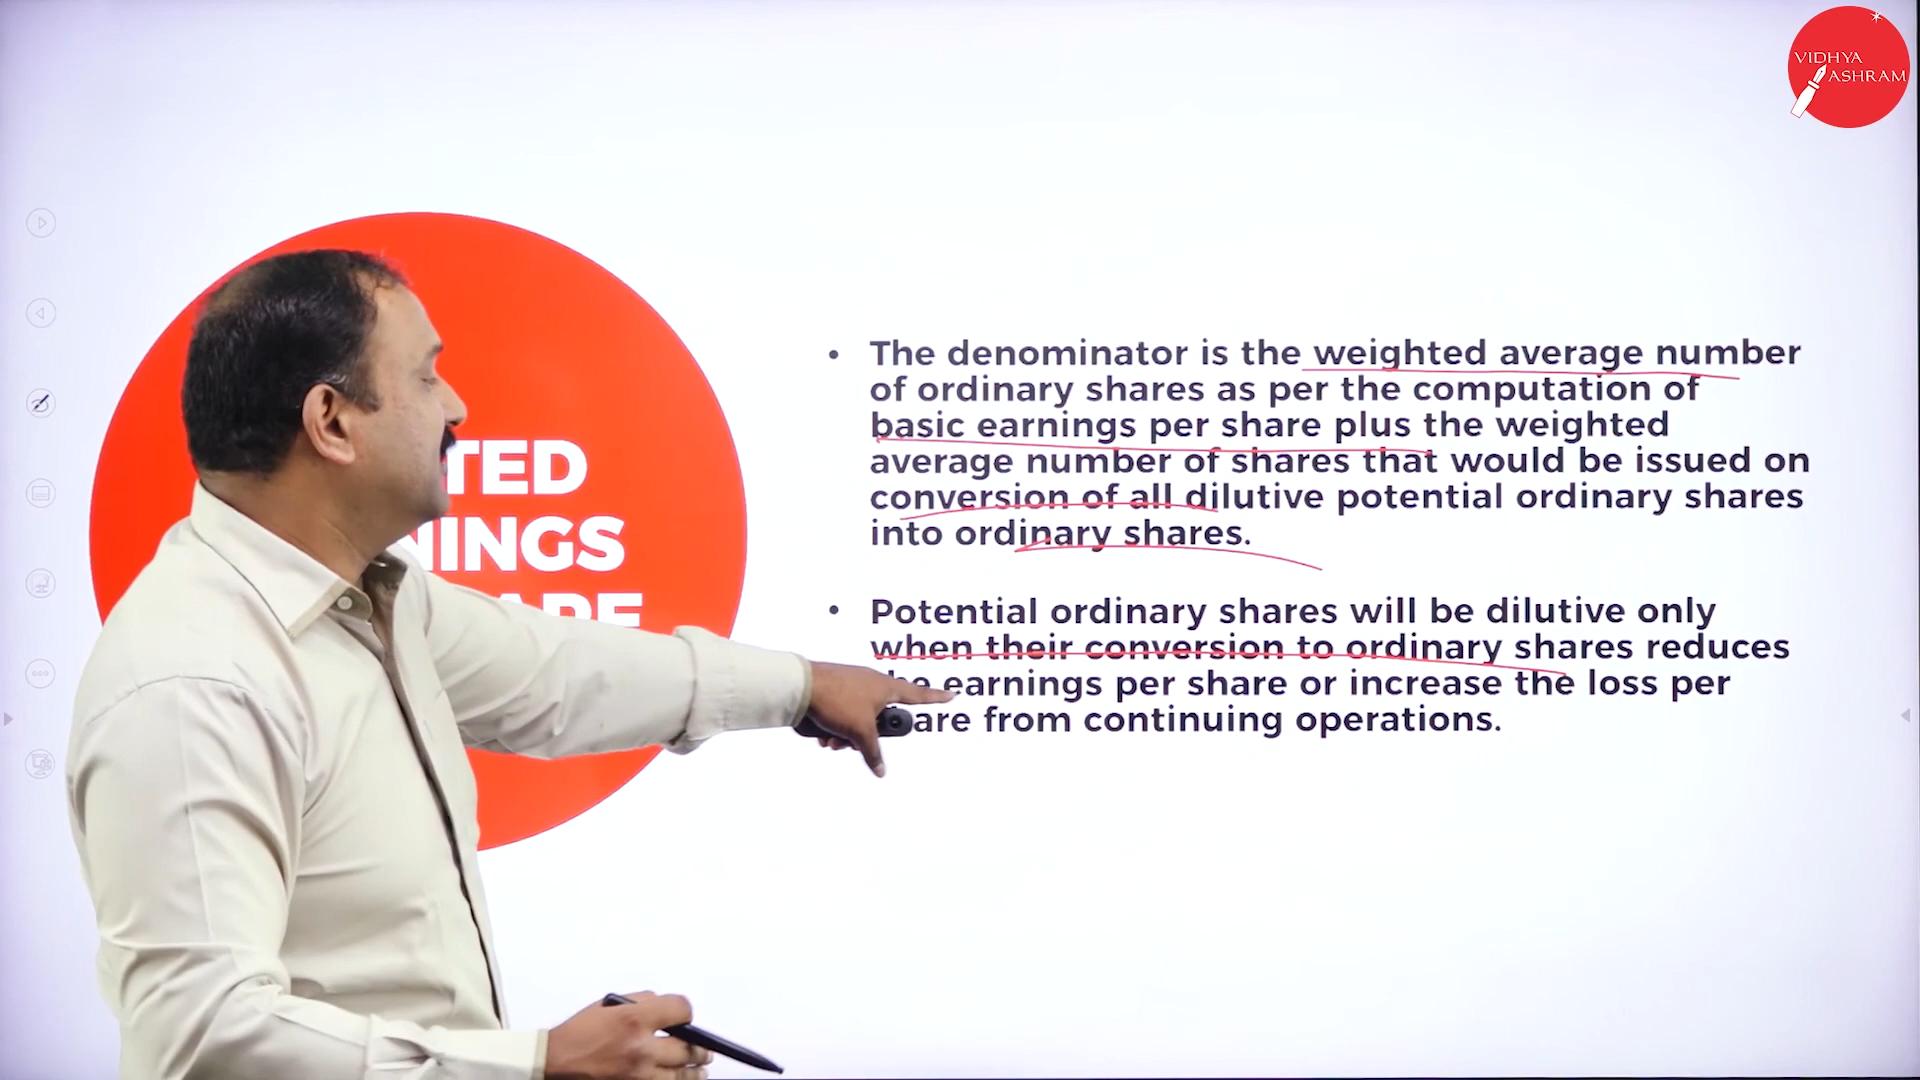 VIDHYA
ASHRAM
TED
NINGS
• The denominator is the weighted average number
of ordinary shares as per the computation of
basic earnings per share plus the weighted
average number of shares that would be issued on
conversion of all dilutive potential ordinary shares
into ordinary shares.
• Potential ordinary shares will be dilutive only
when their conversion to ordinary shares reduces
earnings per share or increase the loss per
are from continuing operations.